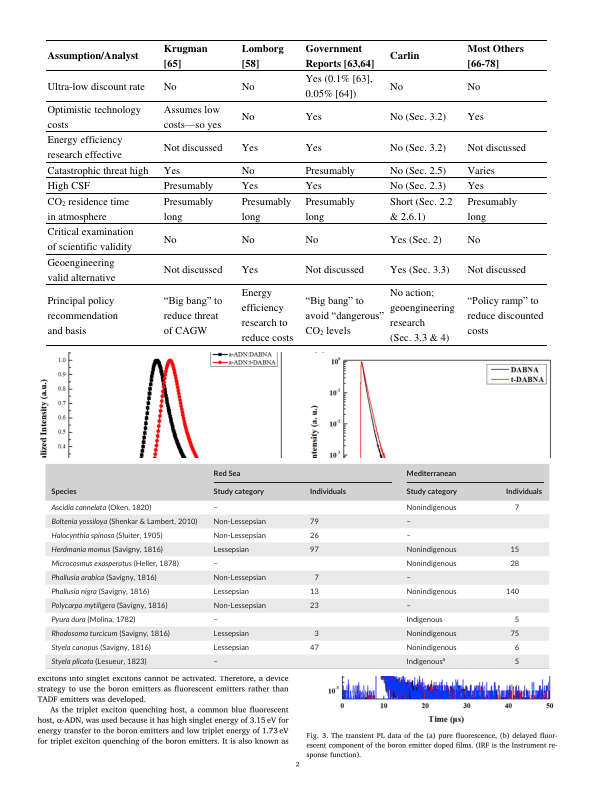 Assumption/Analyst Krugman [65] Lomborg [58] Government Reports [63,64] Carlin Most Others [66-78]
Ultra-low discount rate No No Yes (0.1% [63], 0.05% [64]) No No
Optimistic technology costs Assumes low costs—so yes No Yes No (Sec. 3.2) Yes
Energy efficiency research effective Not discussed Yes Yes No (Sec. 3.2) Not discussed
Catastrophic threat high Yes No Presumably No (Sec. 2.5) Varies
High CSF Presumably Yes Yes No (Sec. 2.3) Yes
CO2 residence time in atmosphere Presumably long Presumably long Presumably long Short (Sec. 2.2 & 2.6.1) Presumably long
Critical examination of scientific validity No No No Yes (Sec. 2) No
Geoengineering valid alternative Not discussed Yes Not discussed Yes (Sec. 3.3) Not discussed
Principal policy recommendation and basis "Big bang" to reduce threat of CAGW Energy efficiency research to reduce costs "Big bang" to avoid "dangerous" CO2 levels No action; geoengineering research (Sec. 3.3 & 4) "Policy ramp" to reduce discounted costs
a-ADN:DABNA
a-ADN:t-DABNA
1.0
0.9
0.8
0.7
0.6
0.5
0.4
lized Intensity (a.u.)
DABNA
t-DABNA
10⁰
10⁻¹
10⁻²
10⁻³
ntensity (a. u.)
Red Sea Mediterranean
Species Study category Individuals Study category Individuals
Ascidia cannelata (Oken, 1820) – Nonindigenous 7
Boltenia yossiloya (Shenkar & Lambert, 2010) Non-Lessepsian 79 –
Halocynthia spinosa (Sluiter, 1905) Non-Lessepsian 26 –
Herdmania momus (Savigny, 1816) Lessepsian 97 Nonindigenous 15
Microcosmus exasperatus (Heller, 1878) – Nonindigenous 28
Phallusia arabica (Savigny, 1816) Non-Lessepsian 7 –
Phallusia nigra (Savigny, 1816) Lessepsian 13 Nonindigenous 140
Polycarpa mytiligera (Savigny, 1816) Non-Lessepsian 23 –
Pyura dura (Molina, 1782) – Indigenous 5
Rhodosoma turcicum (Savigny, 1816) Lessepsian 3 Nonindigenous 75
Styela canopus (Savigny, 1816) Lessepsian 47 Nonindigenous 6
Styela plicata (Lesueur, 1823) – Indigenousª 5
excitons into singlet excitons cannot be activated. Therefore, a device
strategy to use the boron emitters as fluorescent emitters rather than
TADF emitters was developed.
As the triplet exciton quenching host, a common blue fluorescent
host, α-ADN, was used because it has high singlet energy of 3.15 eV for
energy transfer to the boron emitters and low triplet energy of 1.73 eV
for triplet exciton quenching of the boron emitters. It is also known as
10⁻²
0 10 20 30 40 50
Time (μs)
Fig. 3. The transient PL data of the (a) pure fluorescence, (b) delayed fluor-
escent component of the boron emitter doped films. (IRF is the Instrument re-
sponse function).
2